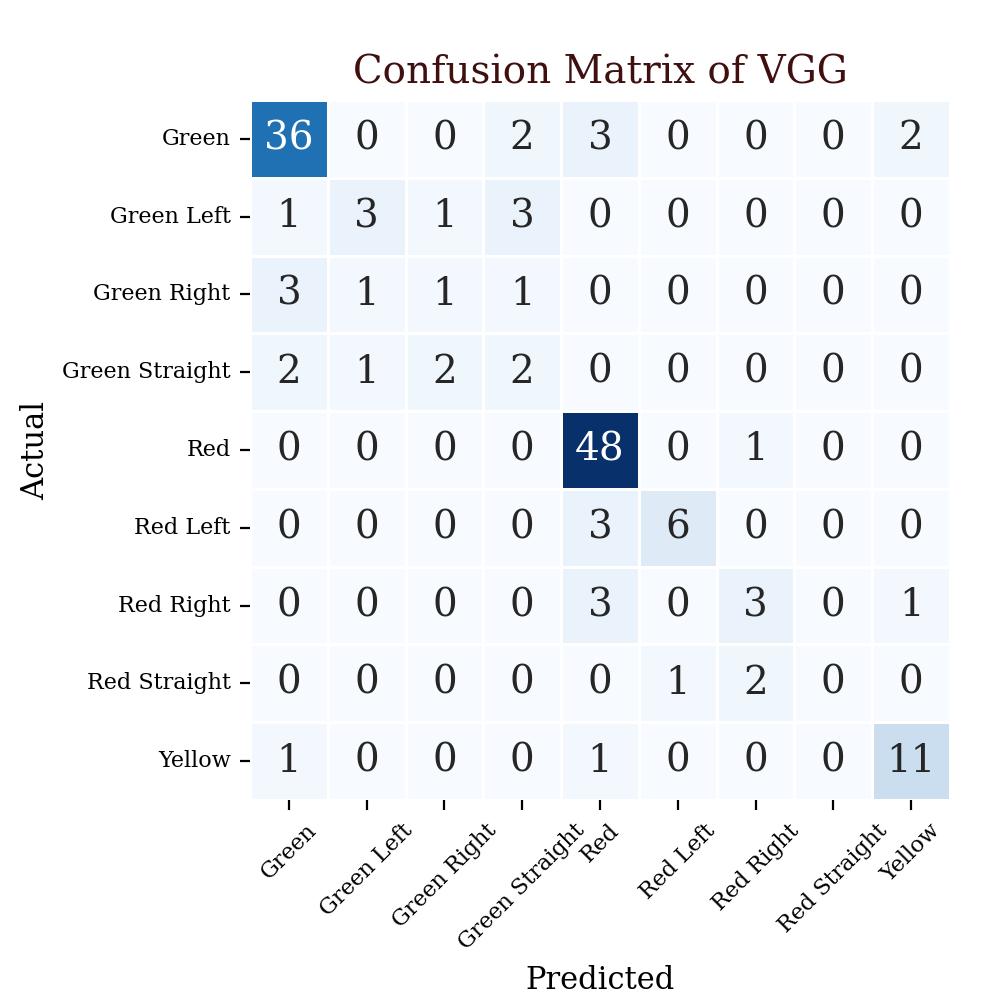 Confusion Matrix of VGG
Green 36 0 0 2 3 0 0 0 2
Green Left 1 3 1 3 0 0 0 0 0
Green Right 3 1 1 1 0 0 0 0 0
Green Straight 2 1 2 2 0 0 0 0 0
Red 0 0 0 0 48 0 1 0 0
Red Left 0 0 0 0 3 6 0 0 0
Red Right 0 0 0 0 3 0 3 0 1
Red Straight 0 0 0 0 0 1 2 0 0
Yellow 1 0 0 0 1 0 0 0 11
Actual
Green
Green Left
Green Right
Green Straight
Red
Red Left
Red Right
Red Straight
Yellow
Predicted